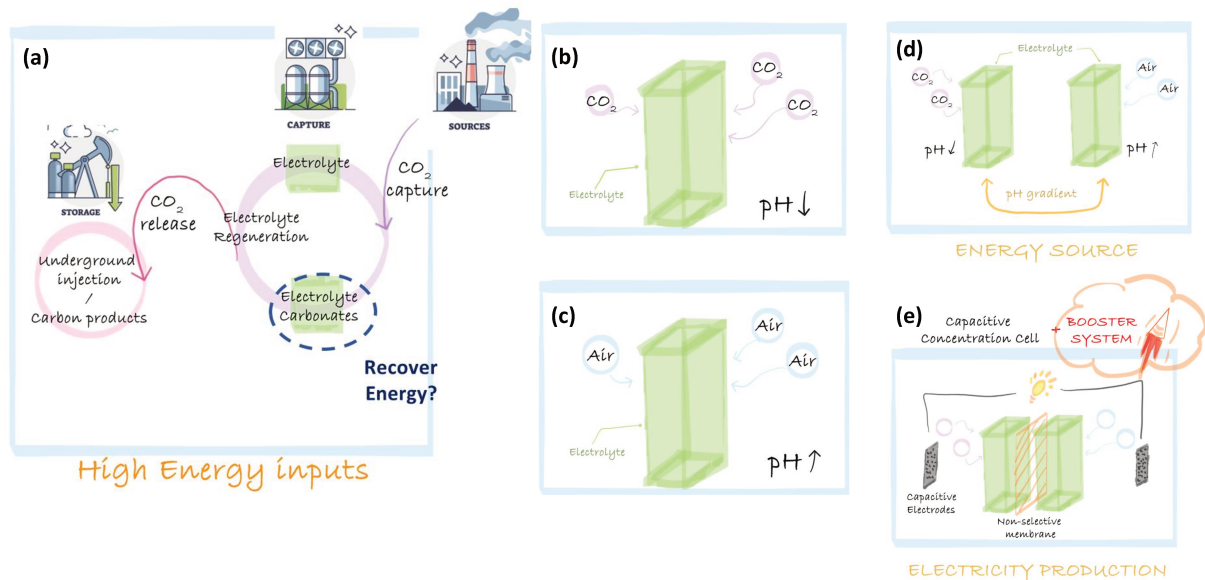 (a)
CAPTURE
SOURCES
STORAGE
Electrolyte
CO2
capture
CO2
release
Electrolyte
Regeneration
Underground
injection
/
Carbon products
Electrolyte
Carbonates
Recover
Energy?
High Energy inputs
(b)
CO2
CO2
CO2
Electrolyte
pH ↓
(c)
Air
Air
Air
Electrolyte
pH ↑
(d)
Electrolyte
CO2
CO2
Air
Air
pH ↓
pH ↑
pH gradient
ENERGY SOURCE
(e)
Capacitive
Concentration Cell
+ BOOSTER
SYSTEM
Capacitive
Electrodes
Non-selective
membrane
ELECTRICITY PRODUCTION